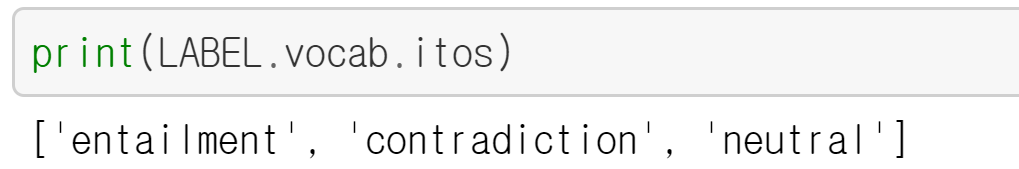 print(LABEL.vocab.itos)
['entailment', 'contradiction', 'neutral']